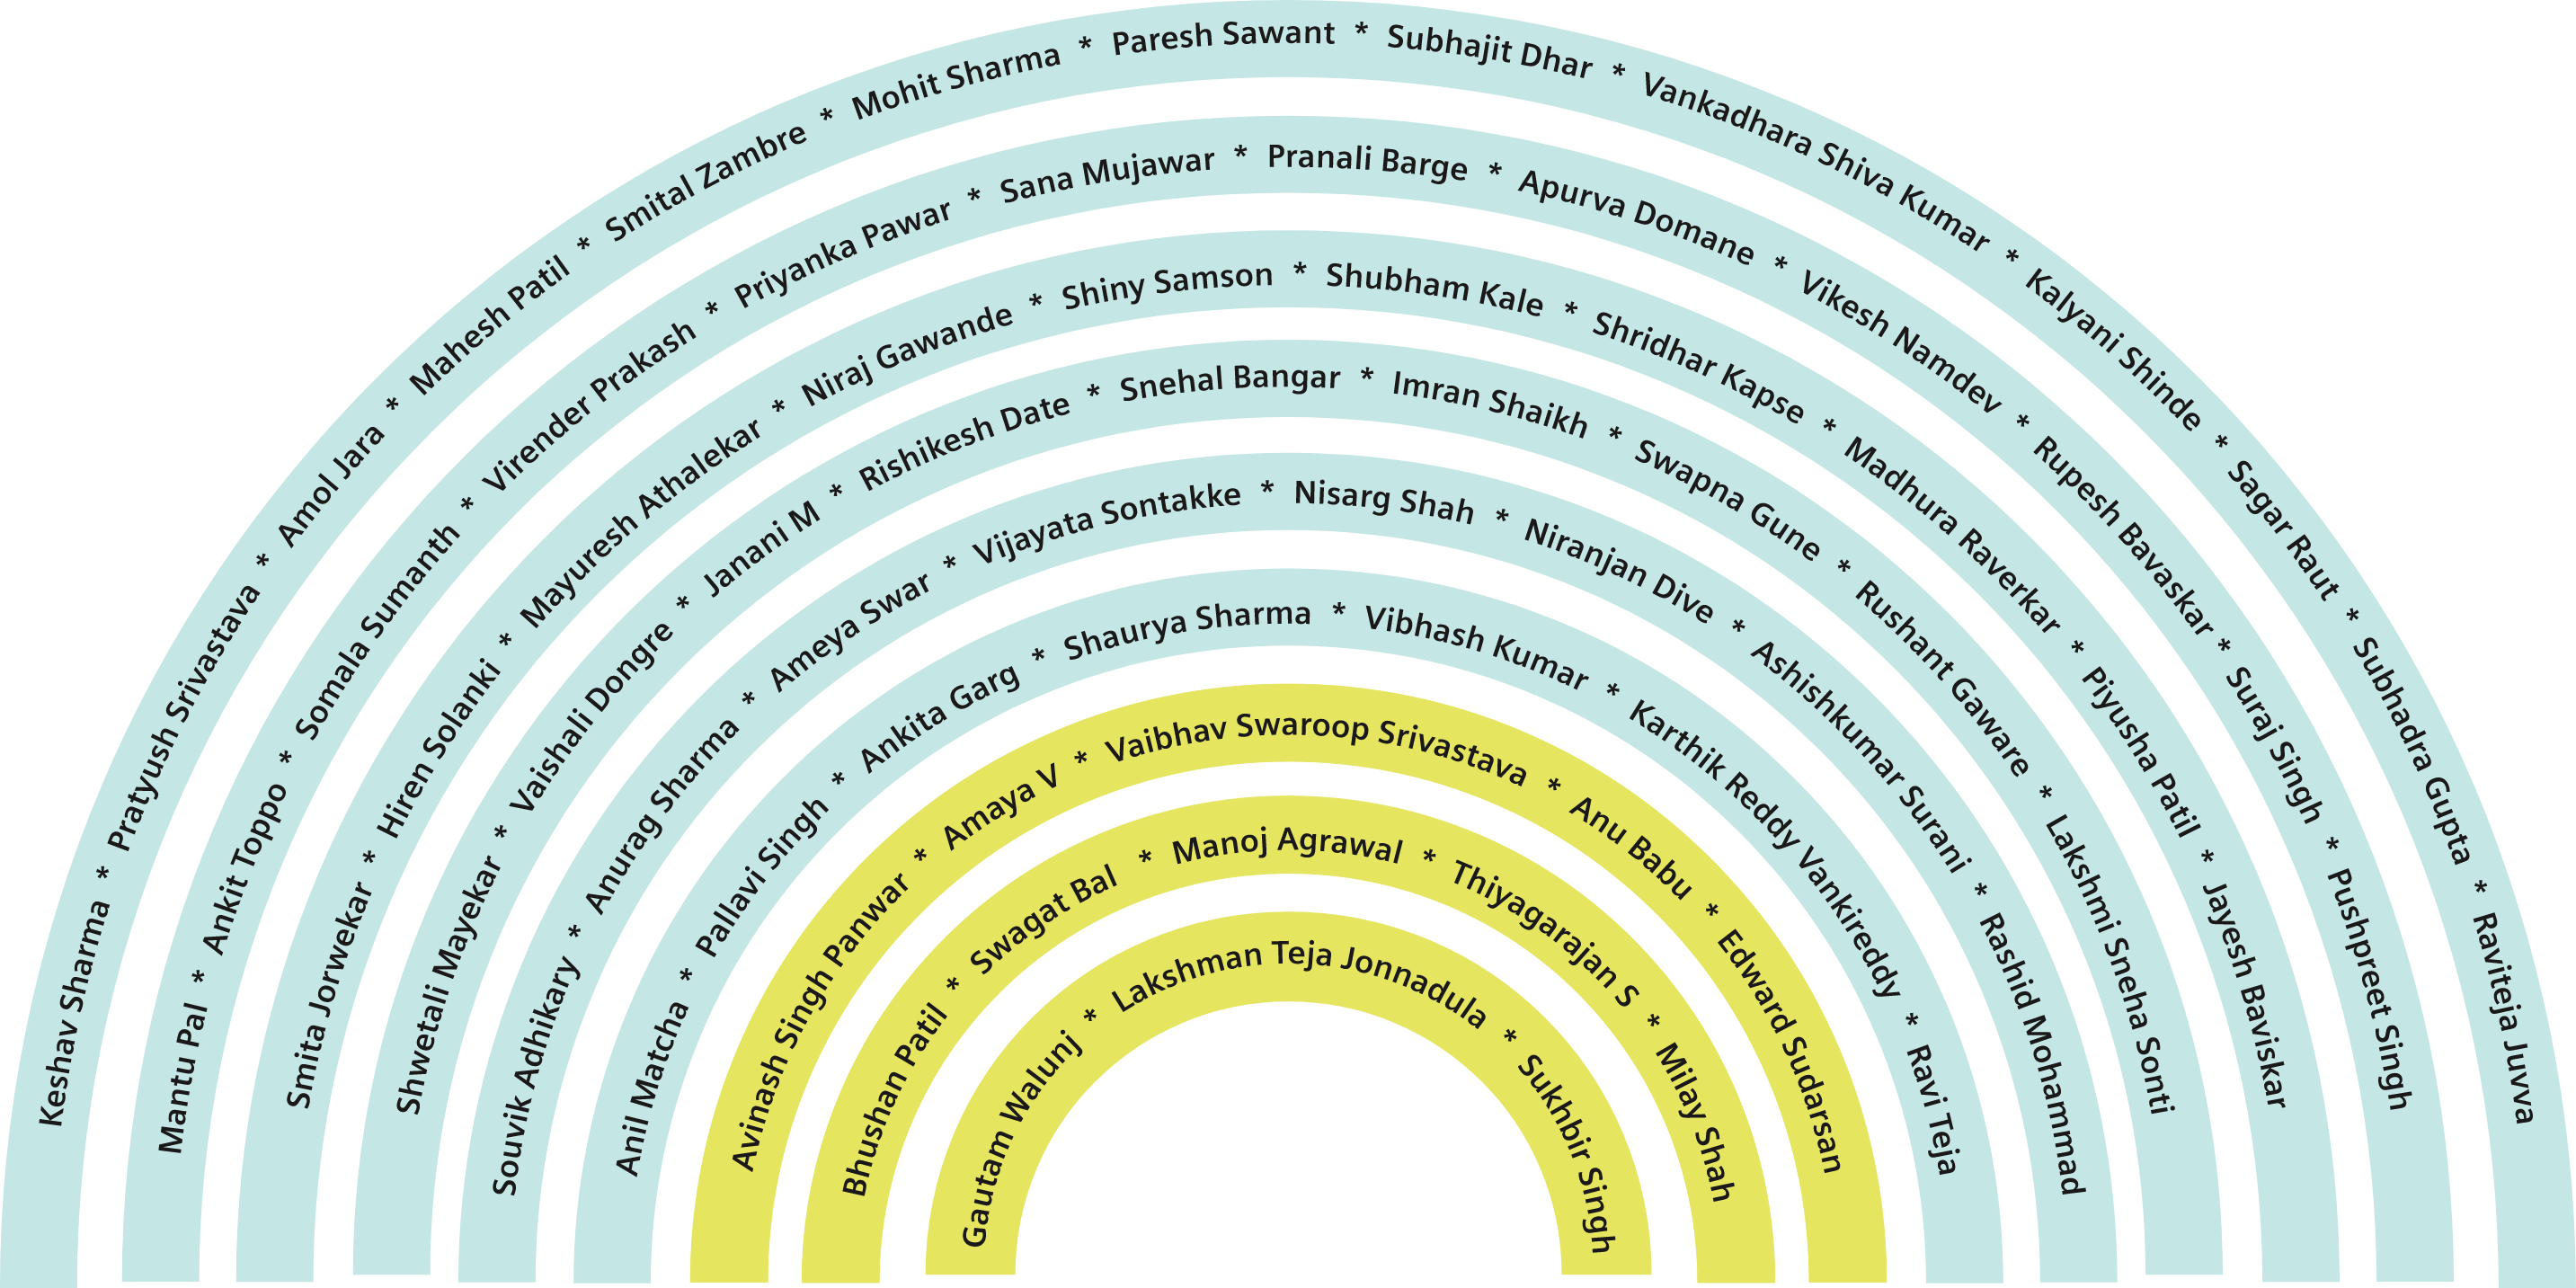 Keshav Sharma * Pratyush Srivastava * Amol Jara * Mahesh Patil * Smital Zambre * Mohit Sharma * Paresh Sawant * Subhajit Dhar * Vankadhara Shiva Kumar * Kalyani Shinde * Sagar Raut * Subhadra Gupta * Raviteja Juvva
Mantu Pal * Ankit Toppo * Somala Sumanth * Virender Prakash * Priyanka Pawar * Sana Mujawar * Pranali Barge * Apurva Domane * Vikesh Namdev * Rupesh Bavaskar * Suraj Singh * Pushpreet Singh
Smita Jorwekar * Hiren Solanki * Mayuresh Athalekar * Niraj Gawande * Shiny Samson * Shubham Kale * Shridhar Kapse * Madhura Raverkar * Piyusha Patil * Jayesh Baviskar
Shwetali Mayekar * Vaishali Dongre * Janani M * Rishikesh Date * Snehal Bangar * Imran Shaikh * Swapna Gune * Rushant Gaware * Lakshmi Sneha Sonti
Souvik Adhikary * Anurag Sharma * Ameya Swar * Vijayata Sontakke * Nisarg Shah * Niranjan Dive * Ashishkumar Surani * Rashid Mohammad
Anil Matcha * Pallavi Singh * Ankita Garg * Shaurya Sharma * Vibhash Kumar * Karthik Reddy Vankireddy * Ravi Teja
Avinash Singh Panwar * Amaya V * Vaibhav Swaroop Srivastava * Anu Babu * Edward Sudarsan
Bhushan Patil * Swagat Bal * Manoj Agrawal * Thiyagarajan S * Milay Shah
Gautam Walunj * Lakshman Teja Jonnadula * Sukhbir Singh